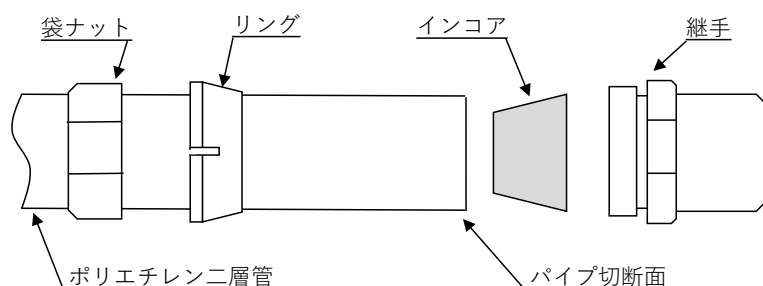 袋ナット
リング
インコア
継手
ポリエチレン二層管
パイプ切断面